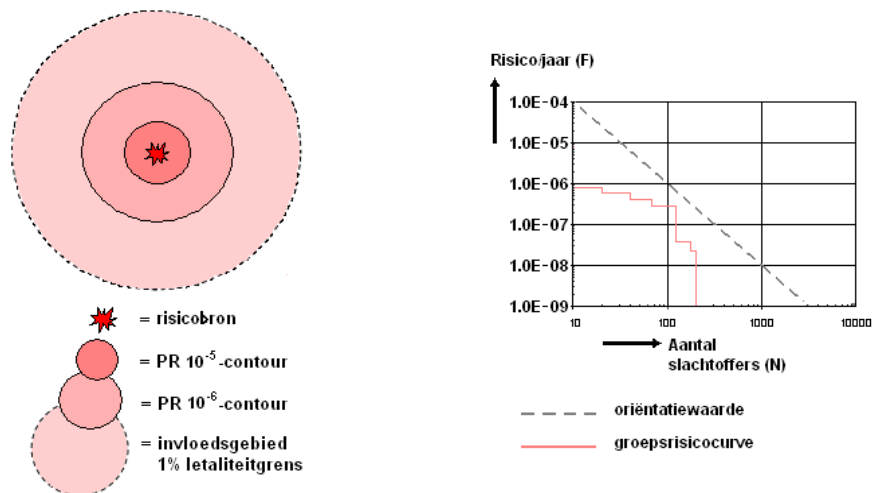 = risicobron
= PR 10⁻⁵-contour
= PR 10⁻⁶-contour
= invloedsgebied
1% letaliteitgrens
Risico/jaar (F)
1.0E-04
1.0E-05
1.0E-06
1.0E-07
1.0E-08
1.0E-09
10 100 1000 10000
Aantal
slachtoffers (N)
oriëntatiewaarde
groepsrisicocurve